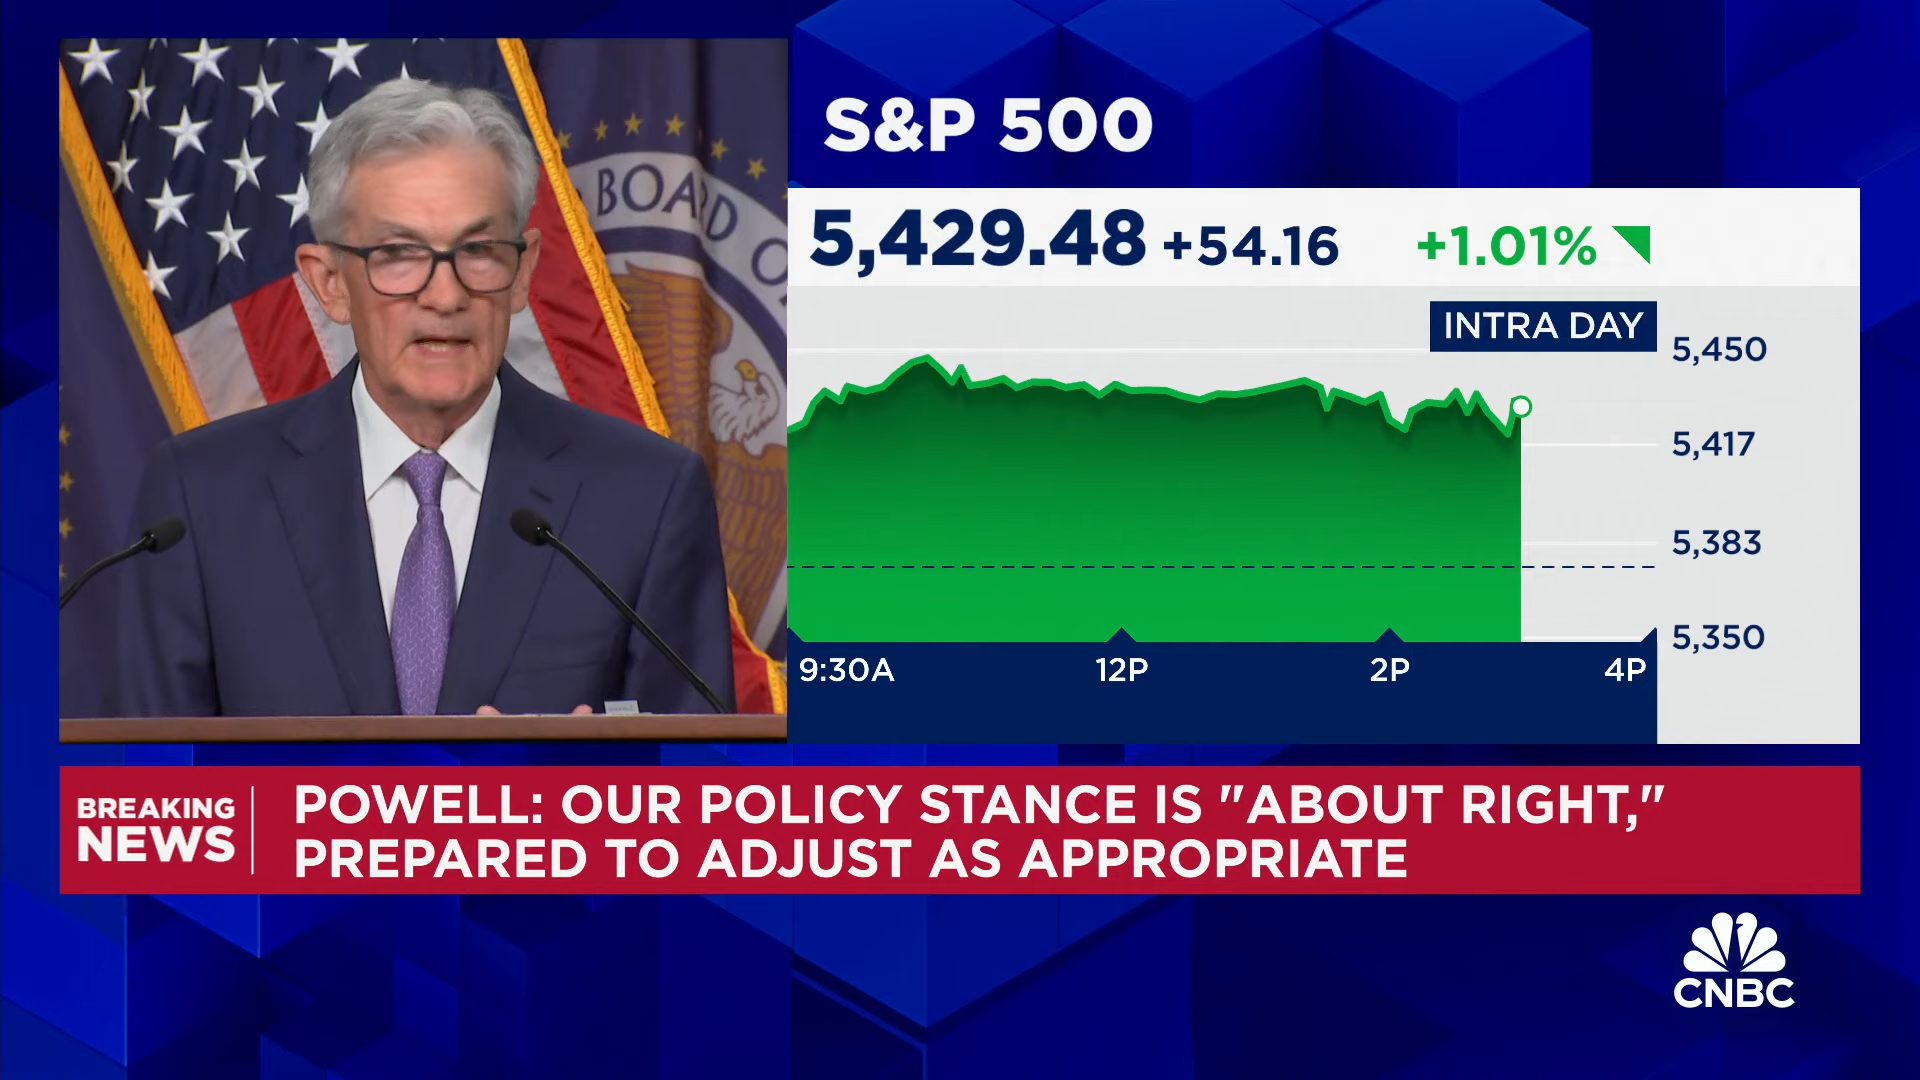 BOARD O
S&P 500
5,429.48 +54.16 +1.01%
INTRA DAY
5,450
5,417
5,383
5,350
9:30A 12P 2P 4P
BREAKING
NEWS
POWELL: OUR POLICY STANCE IS "ABOUT RIGHT,"
PREPARED TO ADJUST AS APPROPRIATE
CNBC